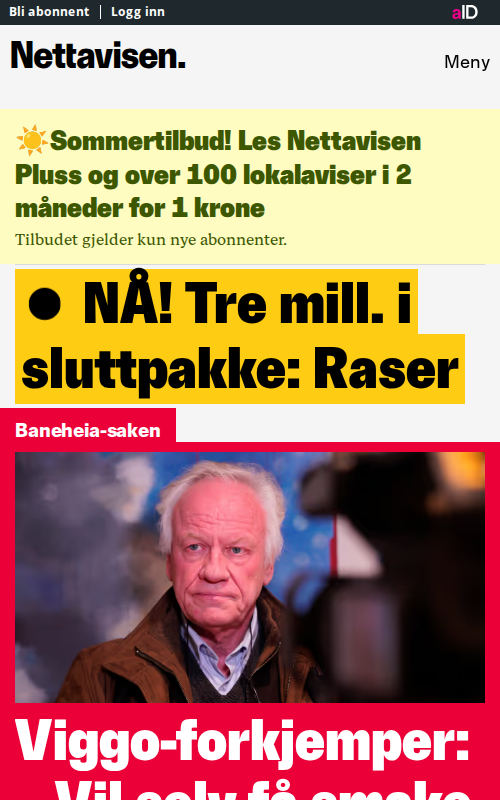 Bli abonnent
Logg inn
aID
Nettavisen.
Meny
Sommertilbud! Les Nettavisen
Pluss og over 100 lokalaviser i 2
måneder for 1 krone
Tilbudet gjelder kun nye abonnenter.
NÅ! Tre mill. i
sluttpakke: Raser
Baneheia-saken
Viggo-forkjemper: